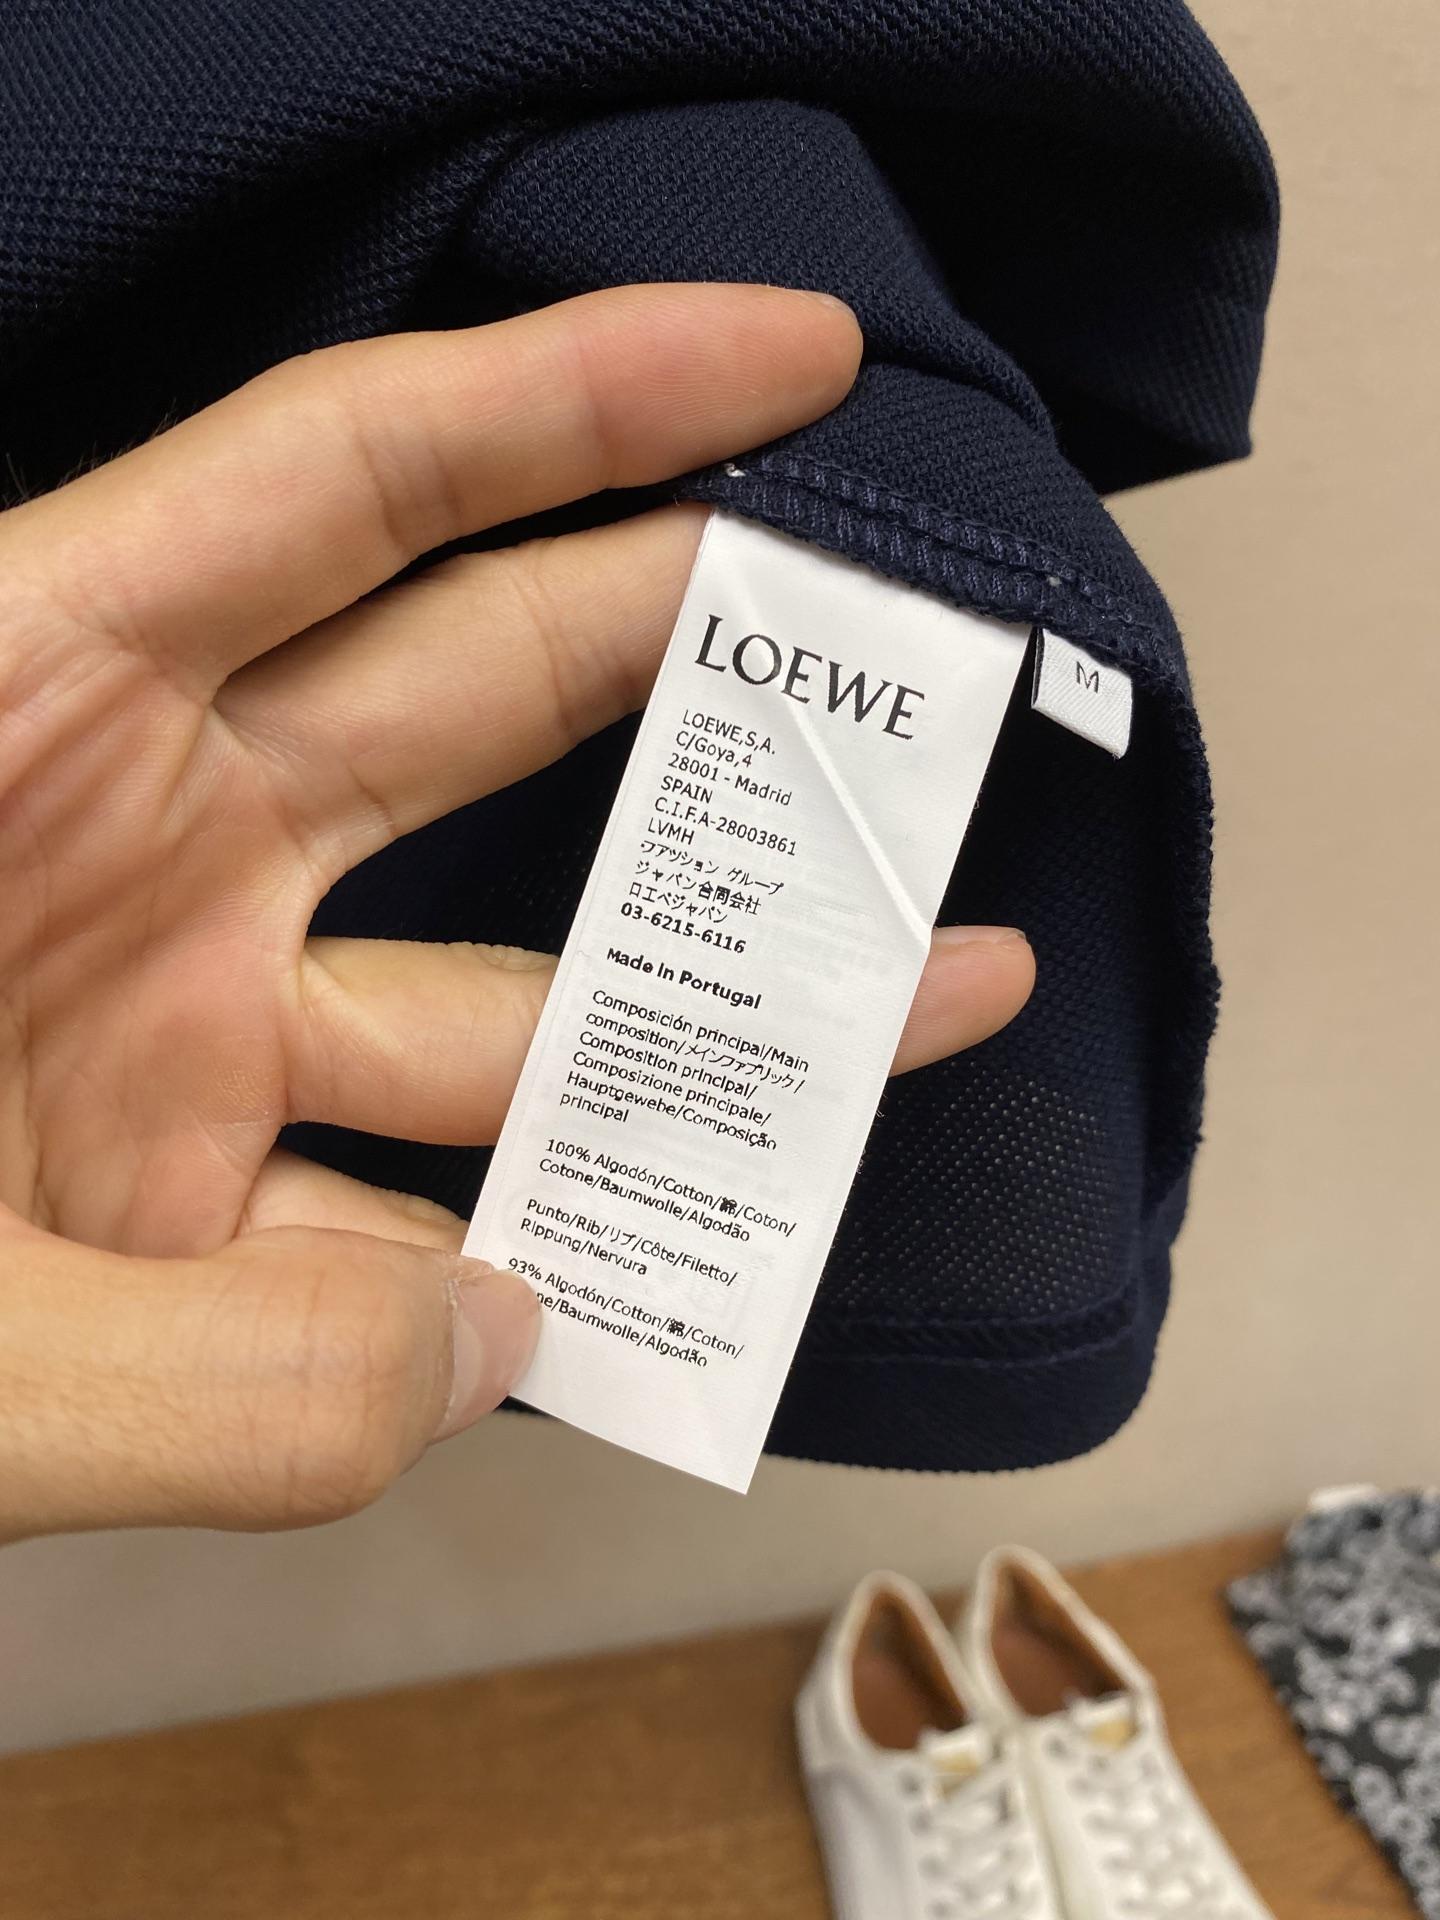 LOEWE
M
LOEWE,S,A.
C/Goya,4
28001 - Madrid
SPAIN
C.I.F.A-28003861
LVMH
ファッション グループ
ジャパン合同会社
ロエベジャパン
03-6215-6116
Made in Portugal
Composición principal/Main
composition/メインファブリック/
Composition principal/
Composizione principale/
Hauptgewebe/Composição
principal
100% Algodón/Cotton/綿/Coton/
Cotone/Baumwolle/Algodão
Punto/Rib/リブ/Côte/Filetto/
Rippung/Nervura
93% Algodón/Cotton/綿/Coton/
ne/Baumwolle/Algodão